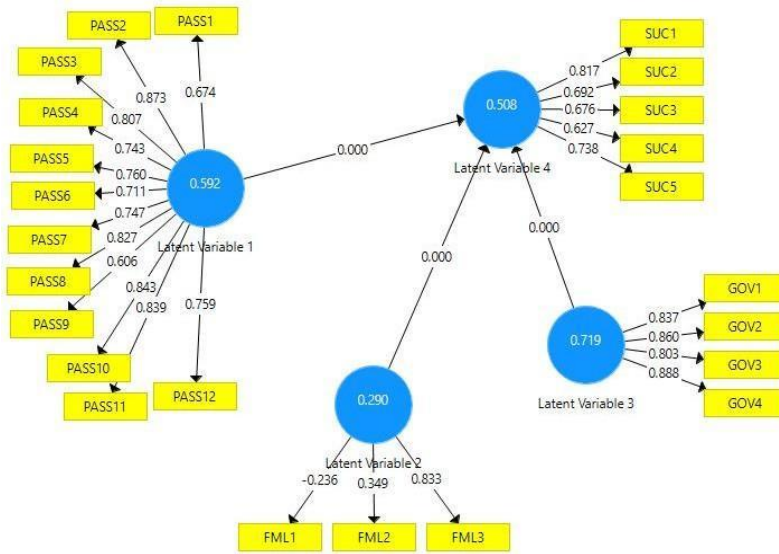 PASS1
PASS2
PASS3
PASS4
PASS5
PASS6
PASS7
PASS8
PASS9
PASS10
PASS11
PASS12
0.674
0.873
0.807
0.743
0.760
0.711
0.747
0.827
0.606
0.843
0.839
0.759
0.592
Latent Variable 1
0.000
0.508
Latent Variable 4
0.817
0.692
0.676
0.627
0.738
SUC1
SUC2
SUC3
SUC4
SUC5
0.000
0.000
0.719
Latent Variable 3
0.837
0.860
0.803
0.888
GOV1
GOV2
GOV3
GOV4
0.290
Latent Variable 2
-0.236
0.349
0.833
FML1
FML2
FML3